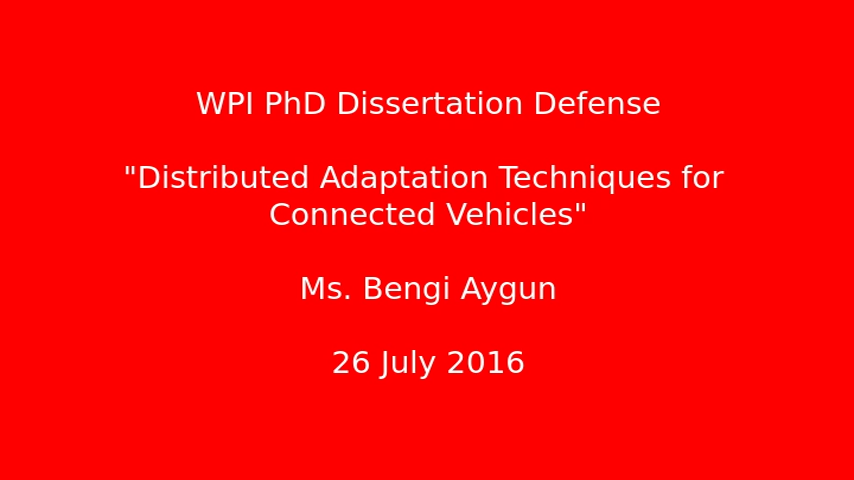 WPI PhD Dissertation Defense
"Distributed Adaptation Techniques for
Connected Vehicles"
Ms. Bengi Aygun
26 July 2016